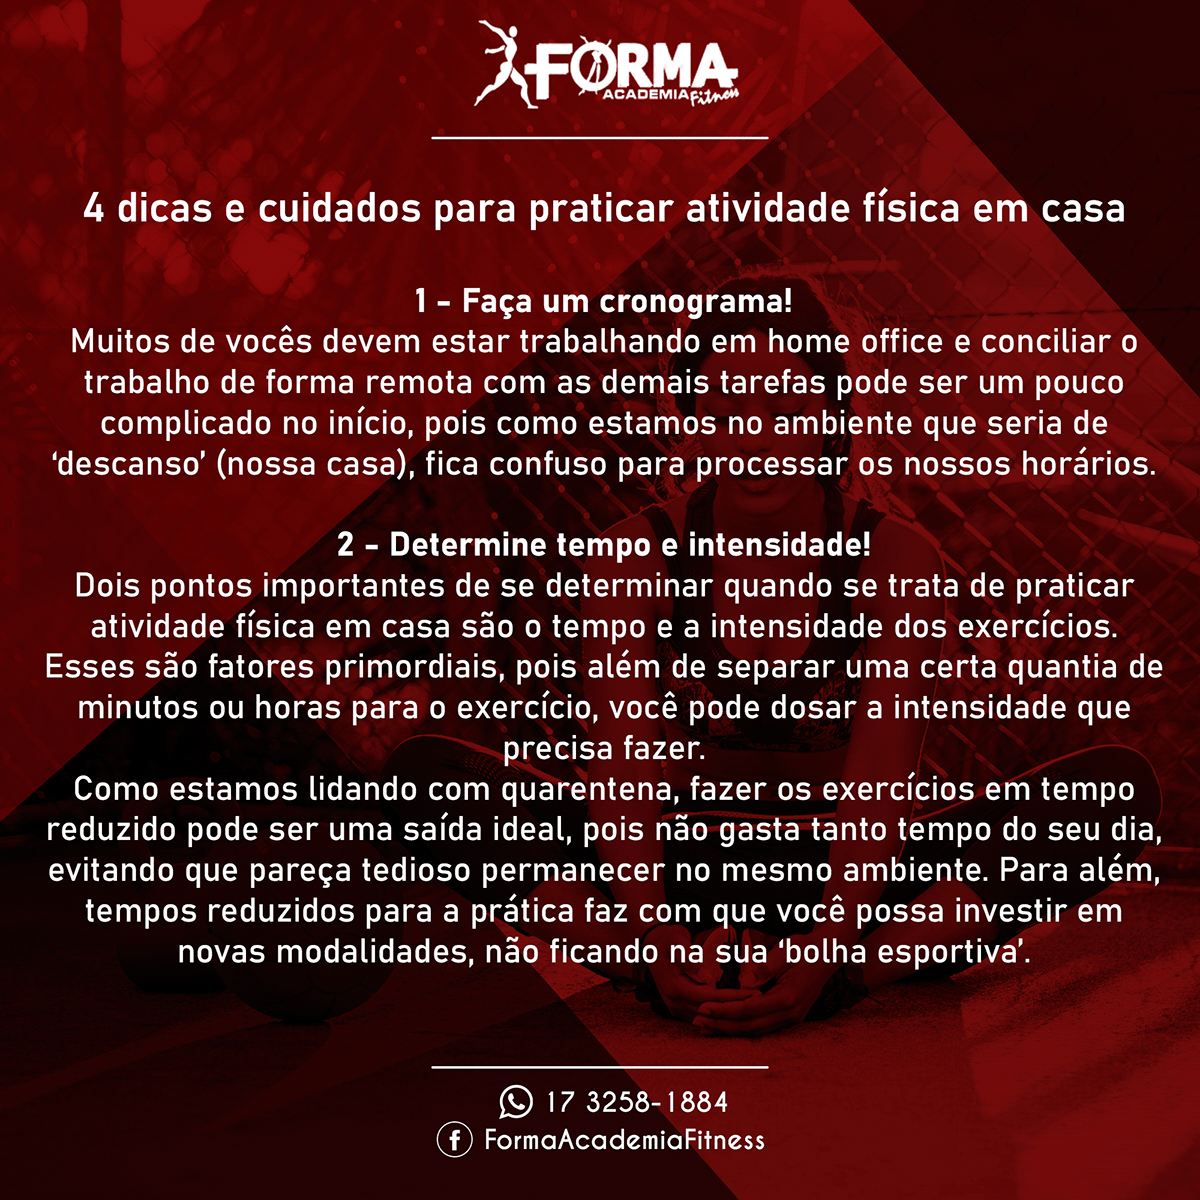 FORMA
ACADEMIA Fitness
4 dicas e cuidados para praticar atividade física em casa
1 - Faça um cronograma!
Muitos de vocês devem estar trabalhando em home office e conciliar o
trabalho de forma remota com as demais tarefas pode ser um pouco
complicado no início, pois como estamos no ambiente que seria de
‘descanso’ (nossa casa), fica confuso para processar os nossos horários.
2 - Determine tempo e intensidade!
Dois pontos importantes de se determinar quando se trata de praticar
atividade física em casa são o tempo e a intensidade dos exercícios.
Esses são fatores primordiais, pois além de separar uma certa quantia de
minutos ou horas para o exercício, você pode dosar a intensidade que
precisa fazer.
Como estamos lidando com quarentena, fazer os exercícios em tempo
reduzido pode ser uma saída ideal, pois não gasta tanto tempo do seu dia,
evitando que pareça tedioso permanecer no mesmo ambiente. Para além,
tempos reduzidos para a prática faz com que você possa investir em
novas modalidades, não ficando na sua ‘bolha esportiva’.
17 3258-1884
FormaAcademiaFitness